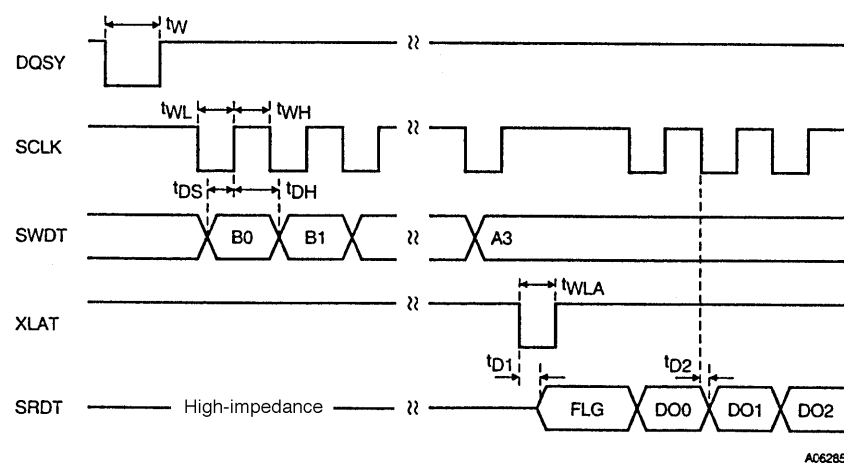 tW
DQSY
tWL tWH
SCLK
tDS tDH
SWDT B0 B1 A3
tWLA
XLAT
tD1 tD2
SRDT High-impedance FLG DO0 DO1 DO2
A06285